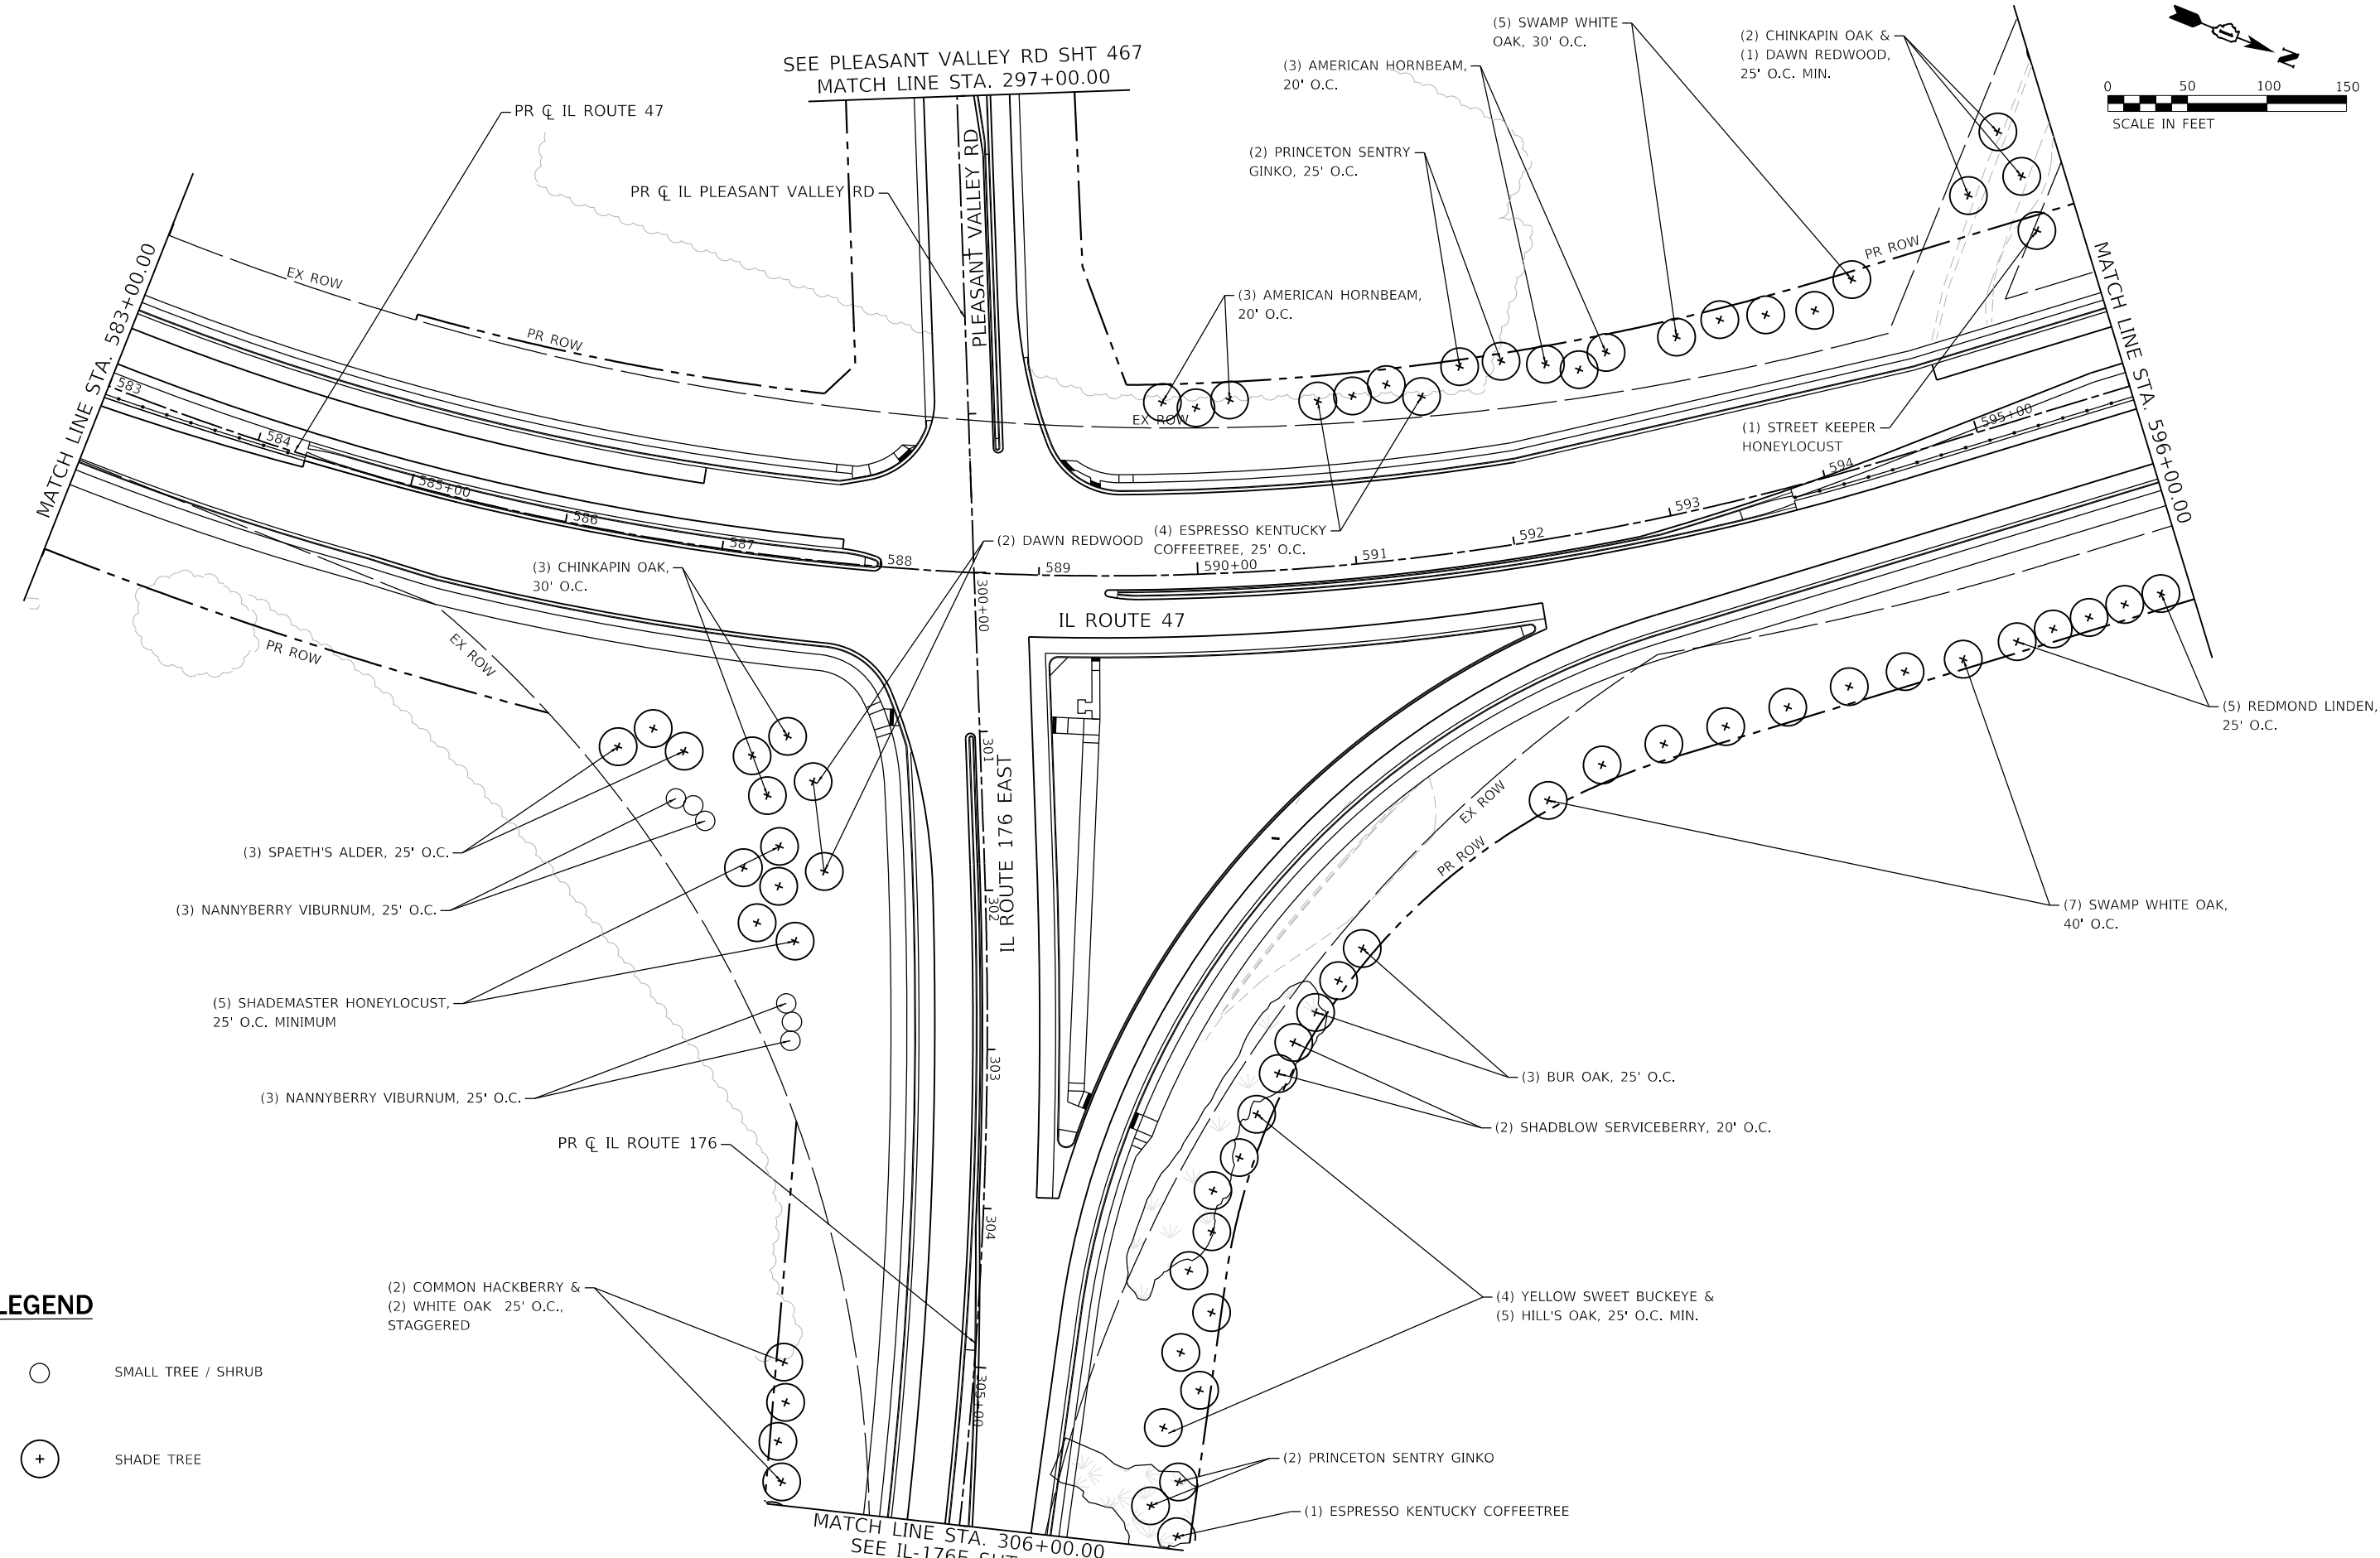 SEE PLEASANT VALLEY RD SHT 467
MATCH LINE STA. 297+00.00
(5) SWAMP WHITE
OAK, 30' O.C.
(2) CHINKAPIN OAK &
(1) DAWN REDWOOD,
25' O.C. MIN.
N
0 50 100 150
SCALE IN FEET
(3) AMERICAN HORNBEAM,
20' O.C.
PR ℄ IL ROUTE 47
(2) PRINCETON SENTRY
GINKO, 25' O.C.
PR ℄ IL PLEASANT VALLEY RD
PLEASANT VALLEY RD
MATCH LINE STA. 583+00.00
EX ROW
PR ROW
(3) AMERICAN HORNBEAM,
20' O.C.
PR ROW
MATCH LINE STA. 596+00.00
EX ROW
(1) STREET KEEPER
HONEYLOCUST
583
584
585+00
586
587
588
589
590+00
591
592
593
594
595+00
(4) ESPRESSO KENTUCKY
COFFEETREE, 25' O.C.
(2) DAWN REDWOOD
(3) CHINKAPIN OAK,
30' O.C.
300+00
IL ROUTE 47
PR ROW
EX ROW
(5) REDMOND LINDEN,
25' O.C.
301
IL ROUTE 176 EAST
EX ROW
PR ROW
(3) SPAETH'S ALDER, 25' O.C.
(3) NANNYBERRY VIBURNUM, 25' O.C.
302
(7) SWAMP WHITE OAK,
40' O.C.
(5) SHADEMASTER HONEYLOCUST,
25' O.C. MINIMUM
303
(3) BUR OAK, 25' O.C.
(3) NANNYBERRY VIBURNUM, 25' O.C.
(2) SHADBLOW SERVICEBERRY, 20' O.C.
PR ℄ IL ROUTE 176
304
(2) COMMON HACKBERRY &
(2) WHITE OAK 25' O.C.,
STAGGERED
(4) YELLOW SWEET BUCKEYE &
(5) HILL'S OAK, 25' O.C. MIN.
LEGEND
SMALL TREE / SHRUB
305+00
SHADE TREE
(2) PRINCETON SENTRY GINKO
(1) ESPRESSO KENTUCKY COFFEETREE
MATCH LINE STA. 306+00.00
SEE IL-176E SHT